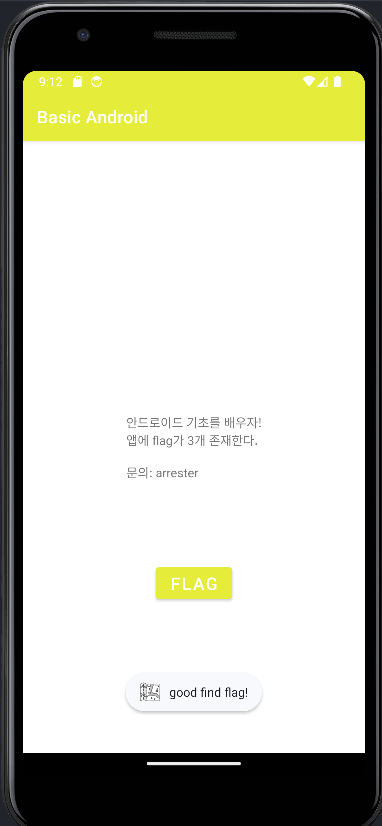 9:12
Basic Android
안드로이드 기초를 배우자!
앱에 flag가 3개 존재한다.
문의: arrester
FLAG
good find flag!